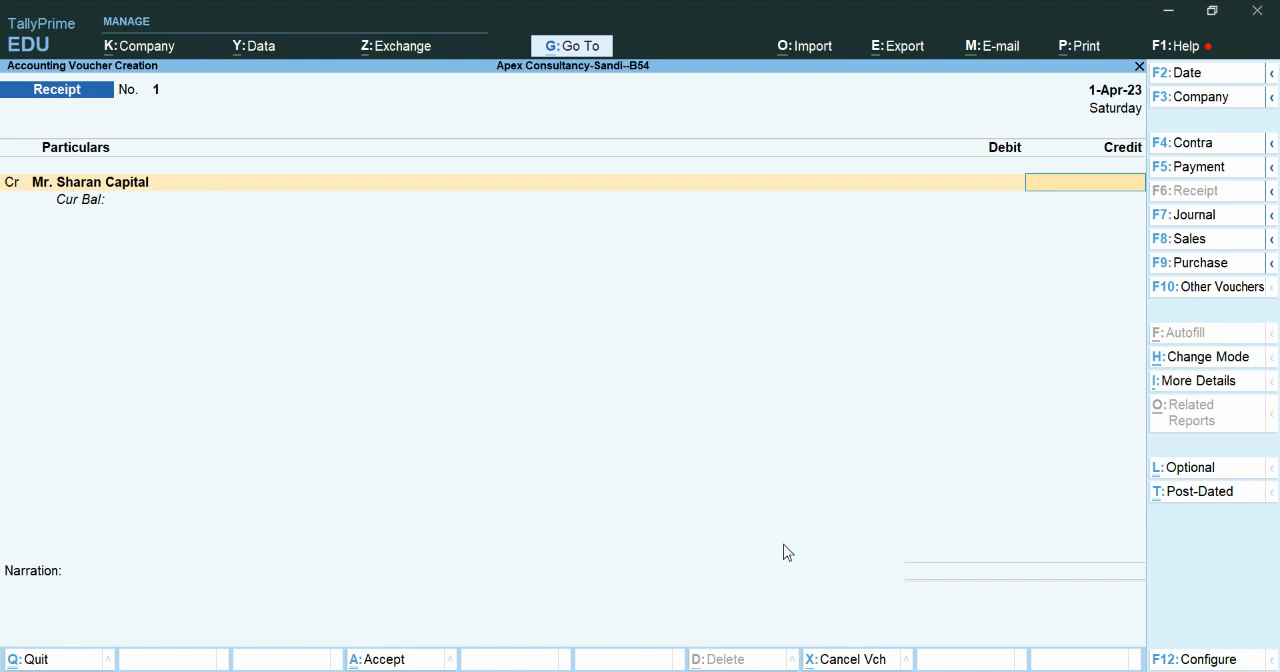 TallyPrime
EDU
MANAGE
K:Company
Y:Data
Z:Exchange
G:Go To
O:Import
E:Export
M:E-mail
P:Print
F1:Help
Accounting Voucher Creation
Apex Consultancy-Sandi--B54
Receipt No. 1
1-Apr-23
Saturday
Particulars
Debit
Credit
Cr Mr. Sharan Capital
Cur Bal:
Narration:
F2:Date
F3:Company
F4:Contra
F5:Payment
F6:Receipt
F7:Journal
F8:Sales
F9:Purchase
F10:Other Vouchers
F:Autofill
H:Change Mode
I:More Details
O:Related
Reports
L:Optional
T:Post-Dated
Q:Quit
A:Accept
D:Delete
X:Cancel Vch
F12:Configure